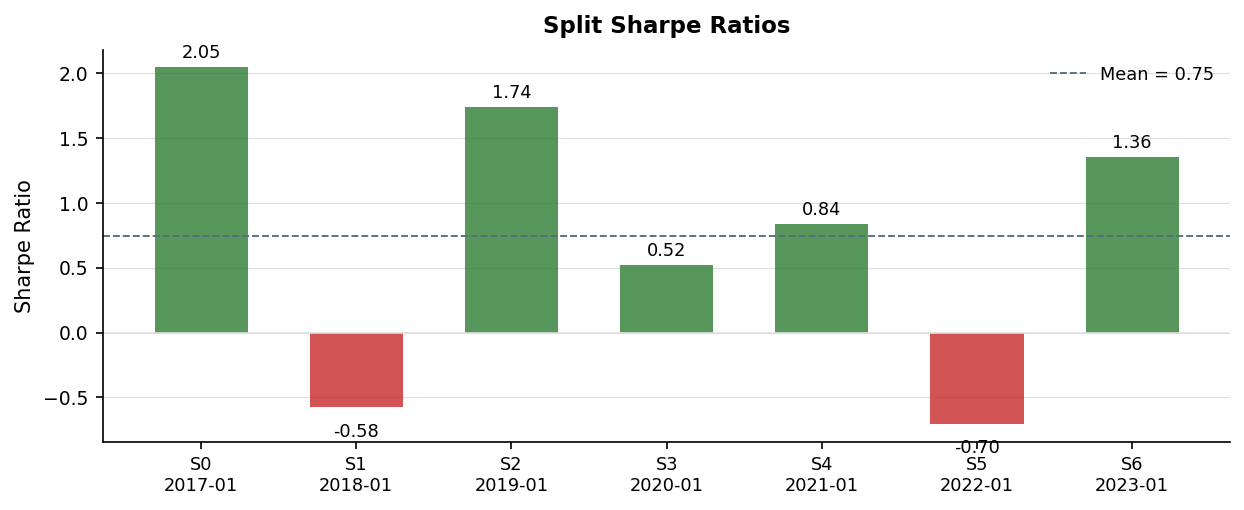 Split Sharpe Ratios
Sharpe Ratio
2.0
1.5
1.0
0.5
0.0
−0.5
Mean = 0.75
2.05
-0.58
1.74
0.52
0.84
-0.70
1.36
S0
2017-01
S1
2018-01
S2
2019-01
S3
2020-01
S4
2021-01
S5
2022-01
S6
2023-01